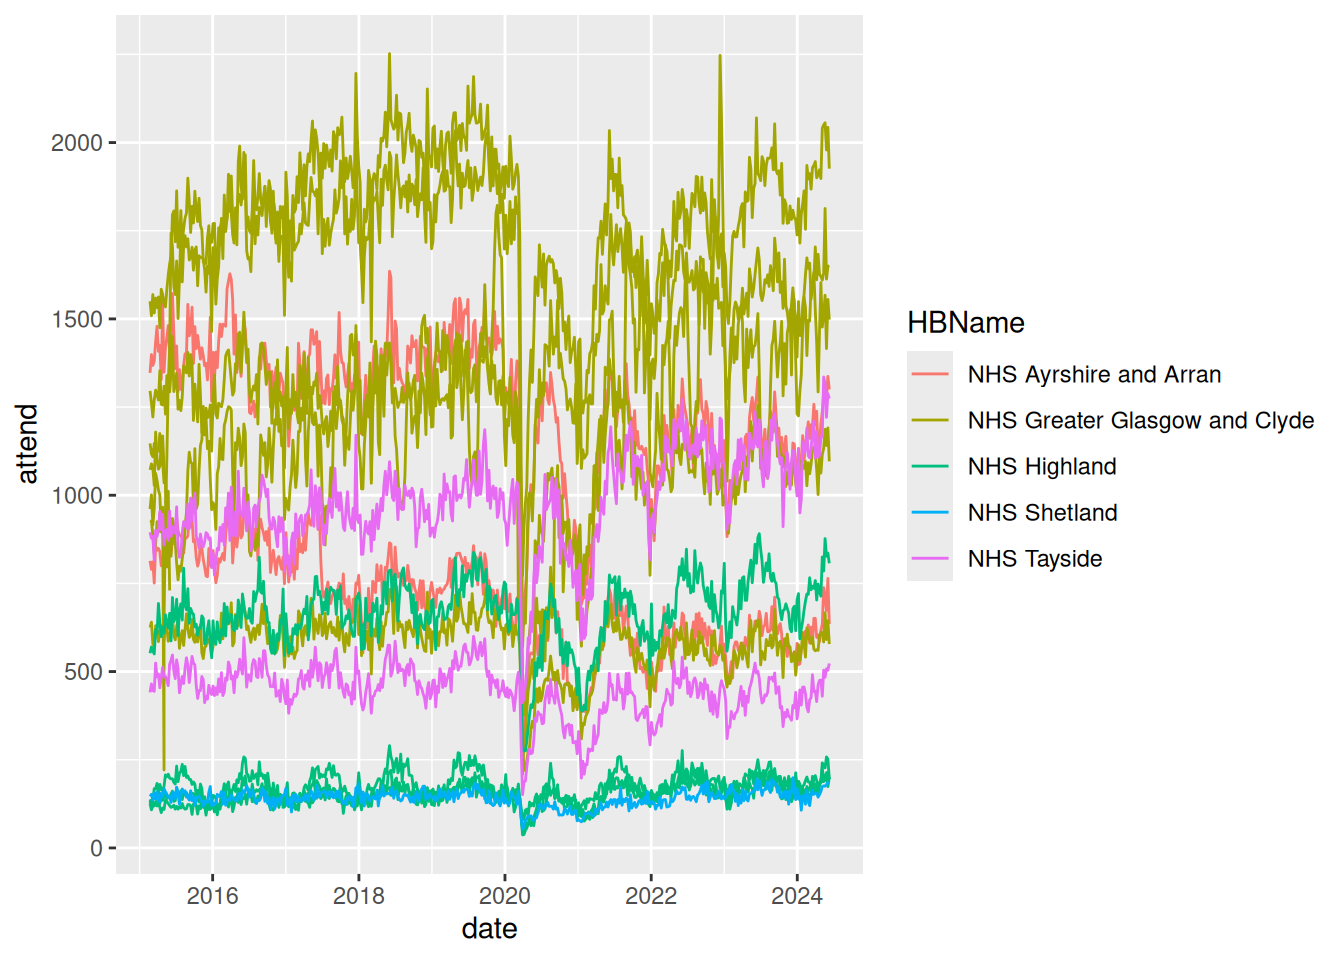 2000
1500
1000
500
0
attend
2016 2018 2020 2022 2024
date
HBName
NHS Ayrshire and Arran
NHS Greater Glasgow and Clyde
NHS Highland
NHS Shetland
NHS Tayside